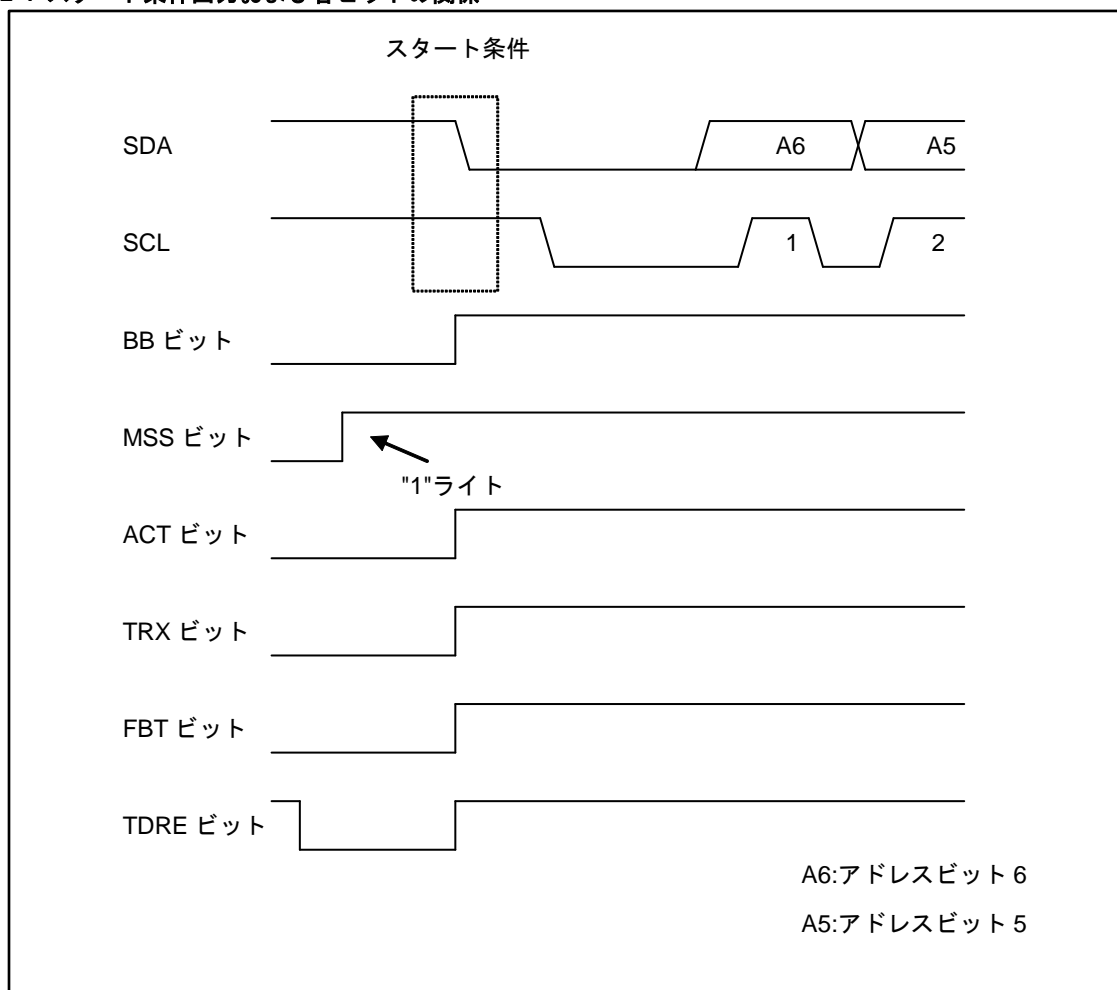 スタート条件
SDA
A6
A5
SCL
1
2
BB ビット
MSS ビット
"1"ライト
ACT ビット
TRX ビット
FBT ビット
TDRE ビット
A6:アドレスビット 6
A5:アドレスビット 5